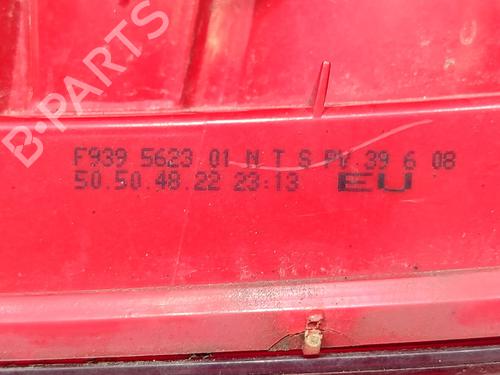 B-PARTS
F939 5623 01 N T S PV 39 6 08
50.50.48.22 23:13 EU